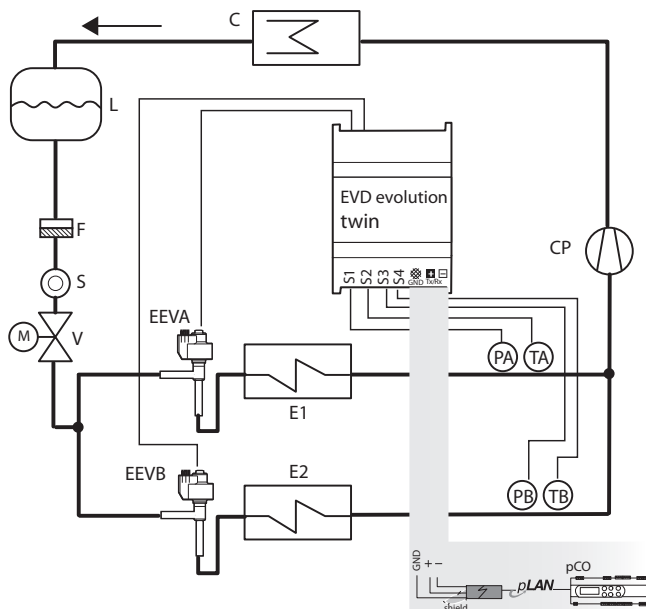 C
L
EVD evolution
twin
F
CP
S1
S2
S3
S4
GND
Tx/Rx
S
EEVA
M
V
PA
TA
E1
EEVB
E2
PB
TB
GND
+
−
pCO
pLAN
shield